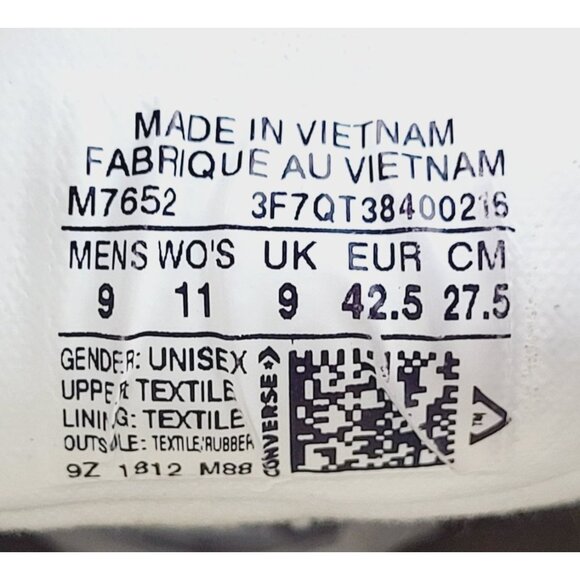 MADE IN VIETNAM
FABRIQUE AU VIETNAM
M7652 3F7QT38400216
MENS WO'S UK EUR CM
9 11 9 42.5 27.5
GENDER: UNISEX
UPPER TEXTILE
LINING: TEXTILE
OUTSOLE: TEXTILE/RUBBER
9Z 1812 M88
CONVERSE
TM